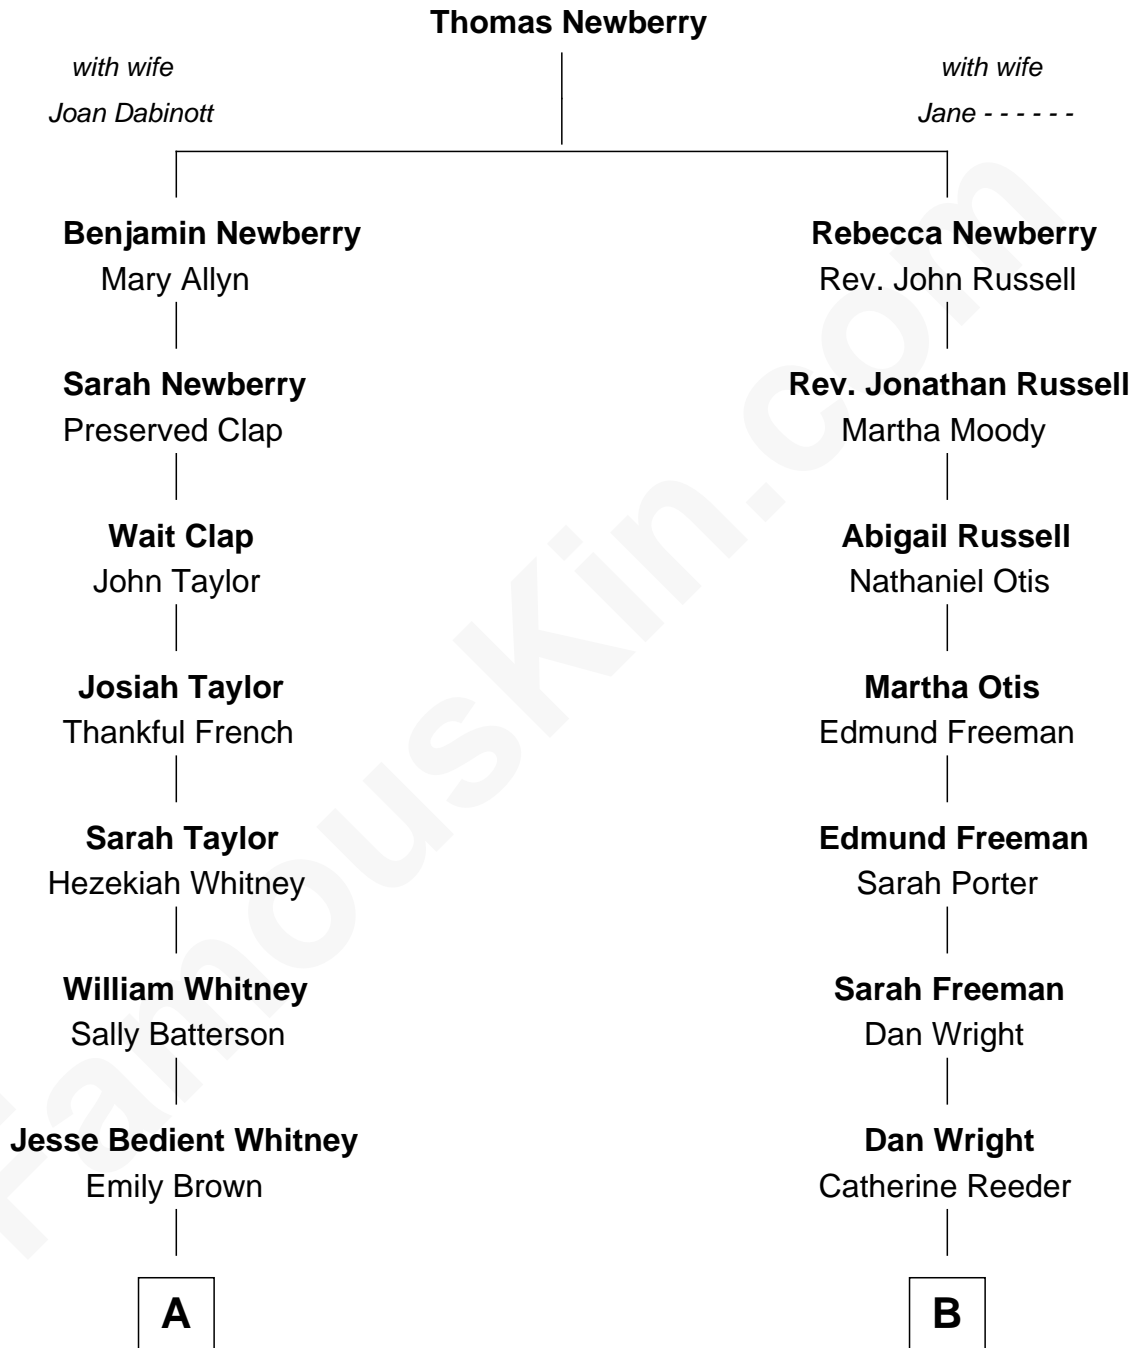 Thomas Newberry
with wife
Joan Dabinott
with wife
Jane - - - - - -
Benjamin Newberry
Mary Allyn
Rebecca Newberry
Rev. John Russell
Sarah Newberry
Preserved Clap
Rev. Jonathan Russell
Martha Moody
Wait Clap
John Taylor
Abigail Russell
Nathaniel Otis
Josiah Taylor
Thankful French
Martha Otis
Edmund Freeman
Sarah Taylor
Hezekiah Whitney
Edmund Freeman
Sarah Porter
William Whitney
Sally Batterson
Sarah Freeman
Dan Wright
Jesse Bedient Whitney
Emily Brown
Dan Wright
Catherine Reeder
A
B
FamousKin.com